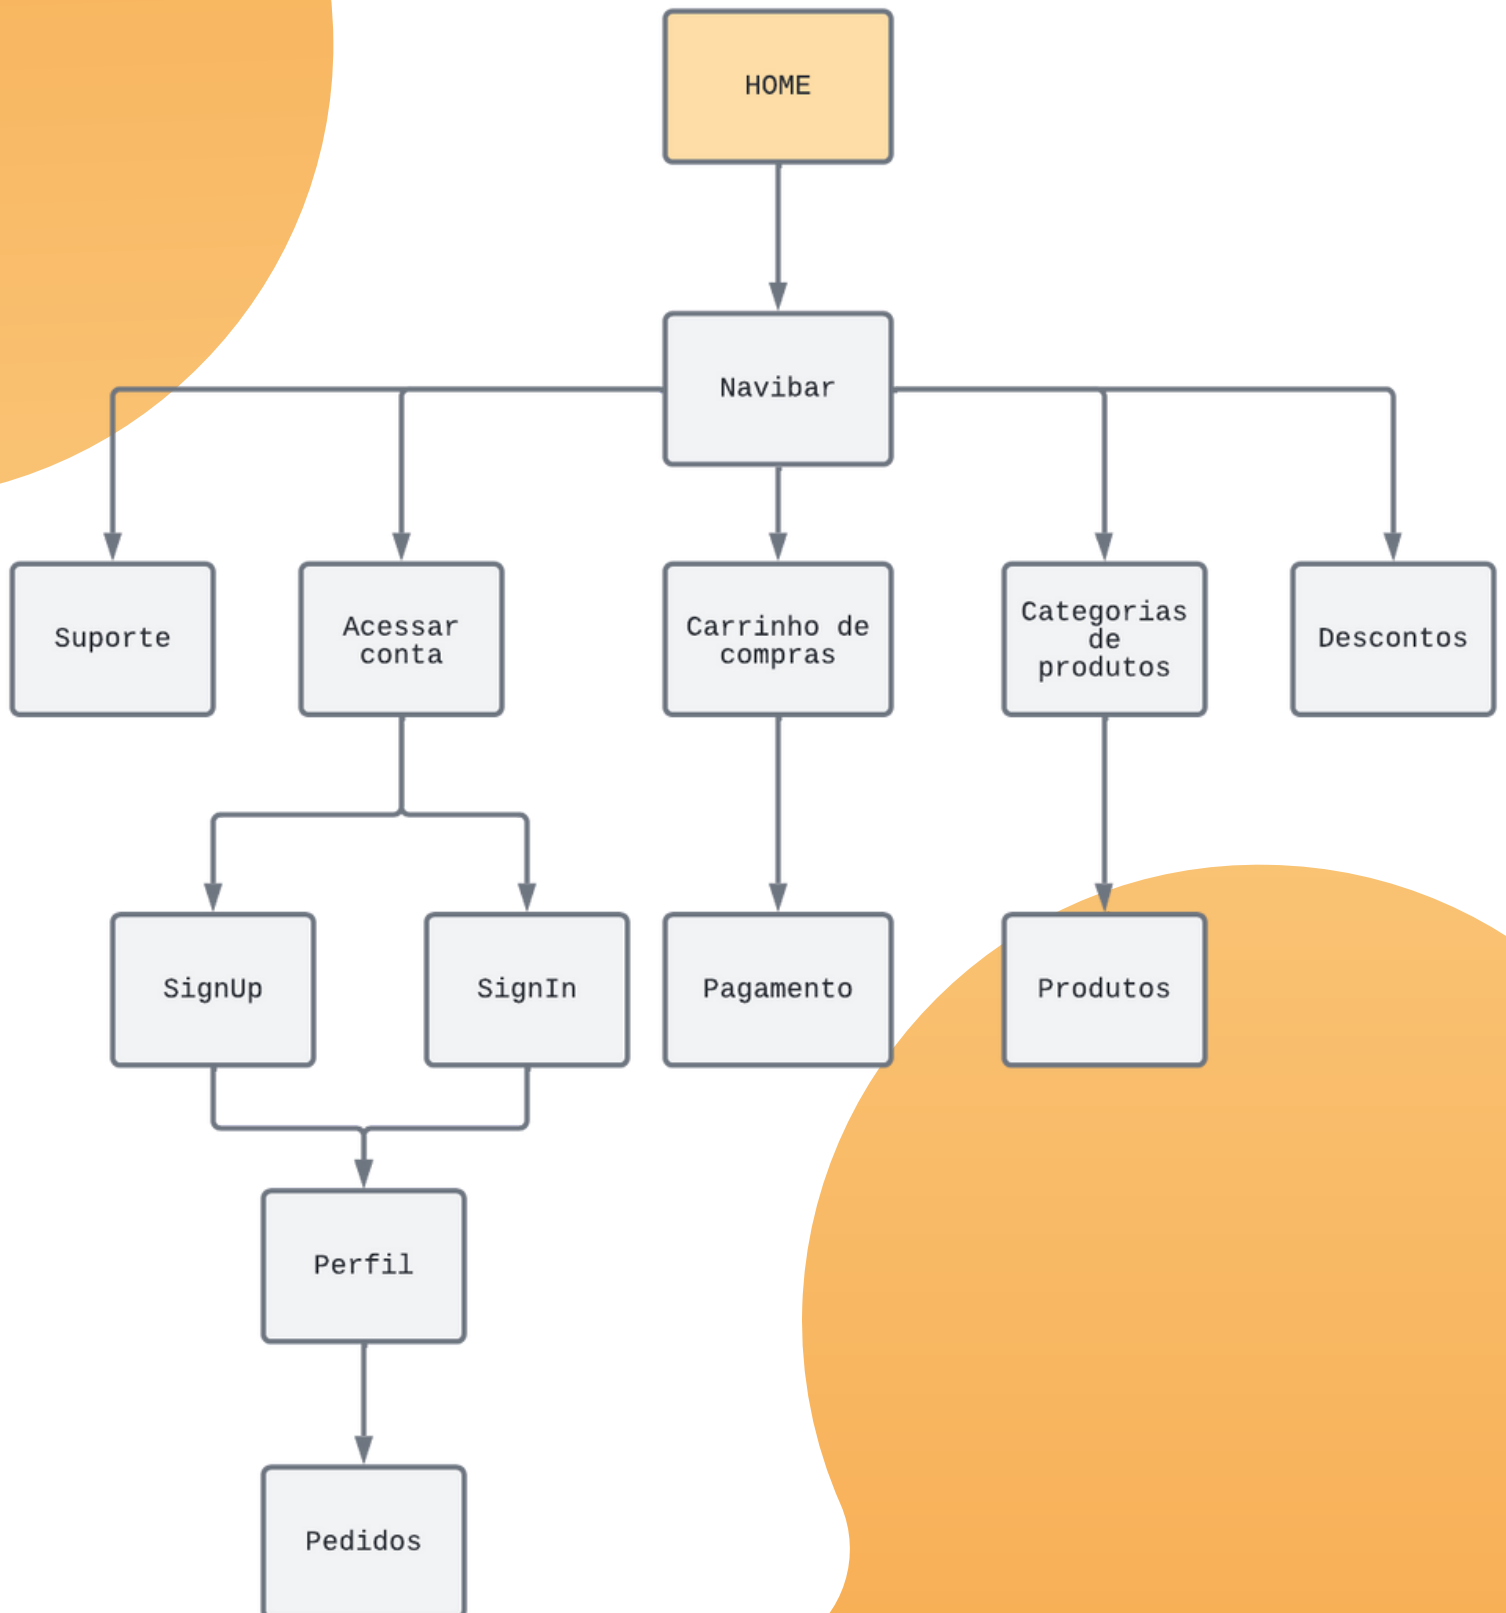 HOME
Navibar
Suporte
Acessar
conta
Carrinho de
compras
Categorias
de
produtos
Descontos
SignUp
SignIn
Pagamento
Produtos
Perfil
Pedidos